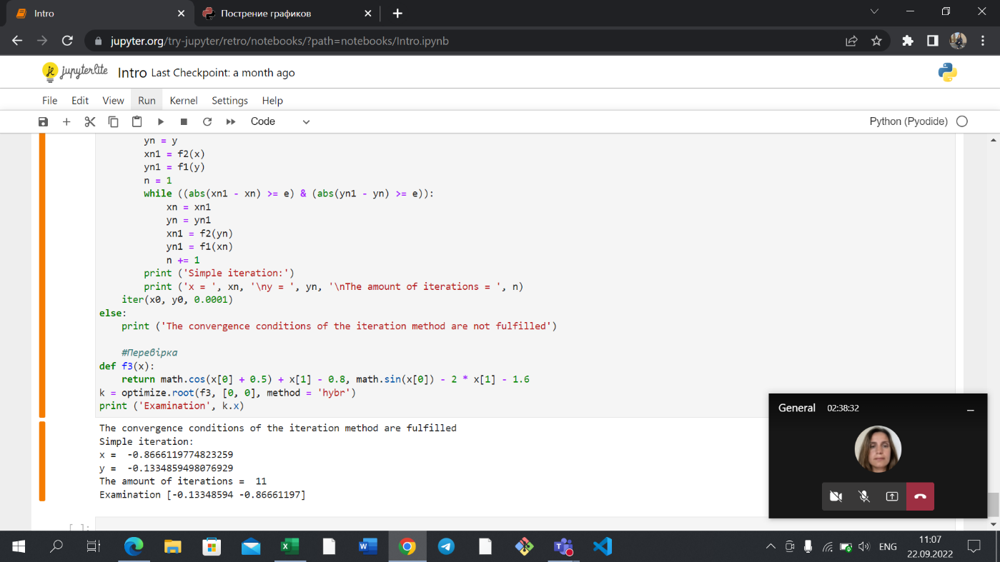 Intro
Пострение графиков
jupyter.org/try-jupyter/retro/notebooks/?path=notebooks/Intro.ipynb
jupyterlite Intro Last Checkpoint: a month ago
File Edit View Run Kernel Settings Help
Code
Python (Pyodide)
yn = y
xn1 = f2(x)
yn1 = f1(y)
n = 1
while ((abs(xn1 - xn) >= e) & (abs(yn1 - yn) >= e)):
xn = xn1
yn = yn1
xn1 = f2(yn)
yn1 = f1(xn)
n += 1
print ('Simple iteration:')
print ('x = ', xn, '\ny = ', yn, '\nThe amount of iterations = ', n)
iter(x0, y0, 0.0001)
else:
print ('The convergence conditions of the iteration method are not fulfilled')
#Перевірка
def f3(x):
return math.cos(x[0] + 0.5) + x[1] - 0.8, math.sin(x[0]) - 2 * x[1] - 1.6
k = optimize.root(f3, [0, 0], method = 'hybr')
print ('Examination', k.x)
The convergence conditions of the iteration method are fulfilled
Simple iteration:
x =  -0.8666119774823259
y =  -0.1334859498076929
The amount of iterations =  11
Examination [-0.13348594 -0.86661197]
[ ]:
General 02:38:32
ENG
11:07
22.09.2022